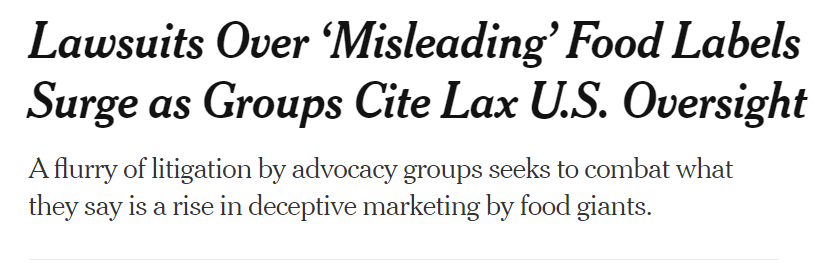 Lawsuits Over ‘Misleading’ Food Labels
Surge as Groups Cite Lax U.S. Oversight
A flurry of litigation by advocacy groups seeks to combat what
they say is a rise in deceptive marketing by food giants.